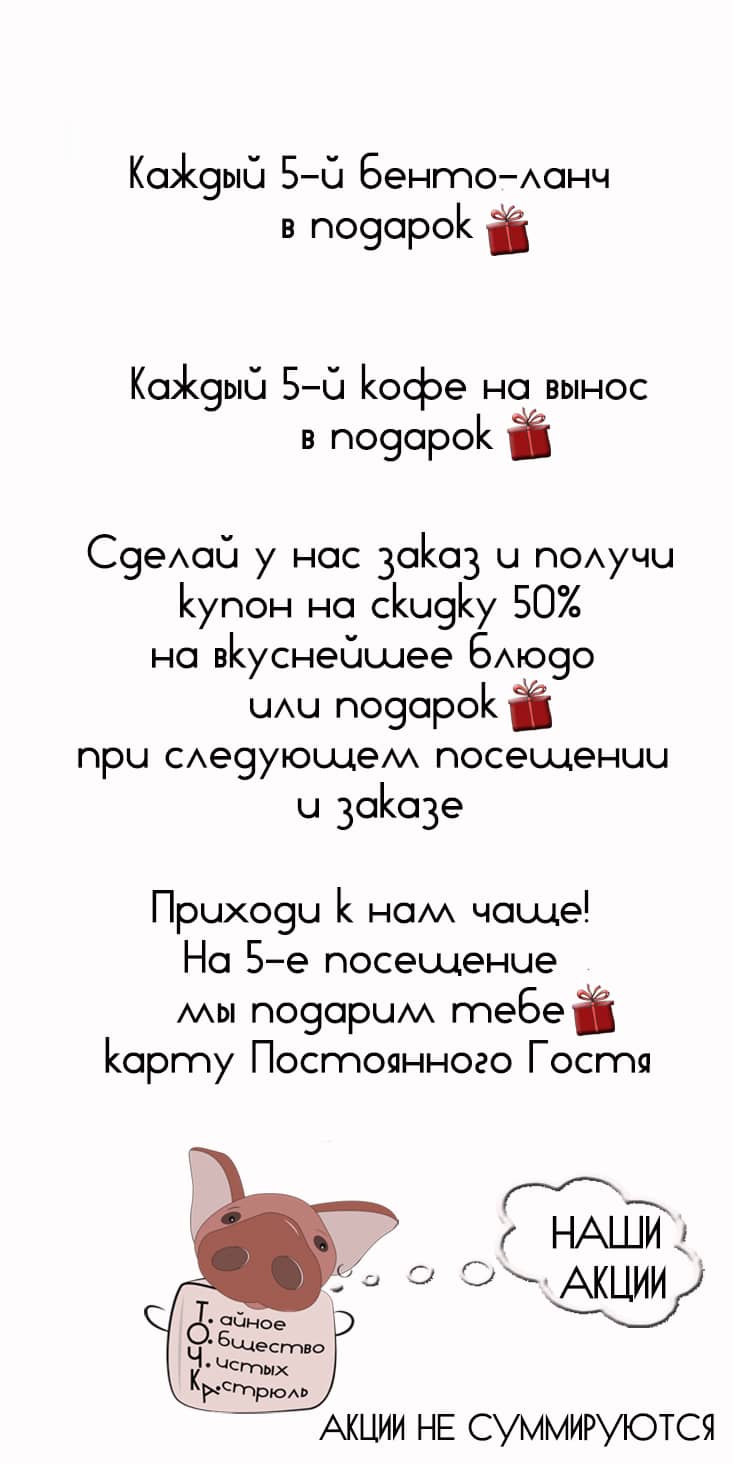 Каждый 5-й бенто-ланч
в подарок
Каждый 5-й кофе на вынос
в подарок
Сделай у нас заказ и получи
купон на скидку 50%
на вкуснейшее блюдо
или подарок
при следующем посещении
и заказе
Приходи к нам чаще!
На 5-е посещение
мы подарим тебе
карту Постоянного Гостя
НАШИ
АКЦИИ
Т. айное
О. бщество
Ч. истых
Ка. стрюль
АКЦИИ НЕ СУММИРУЮТСЯ